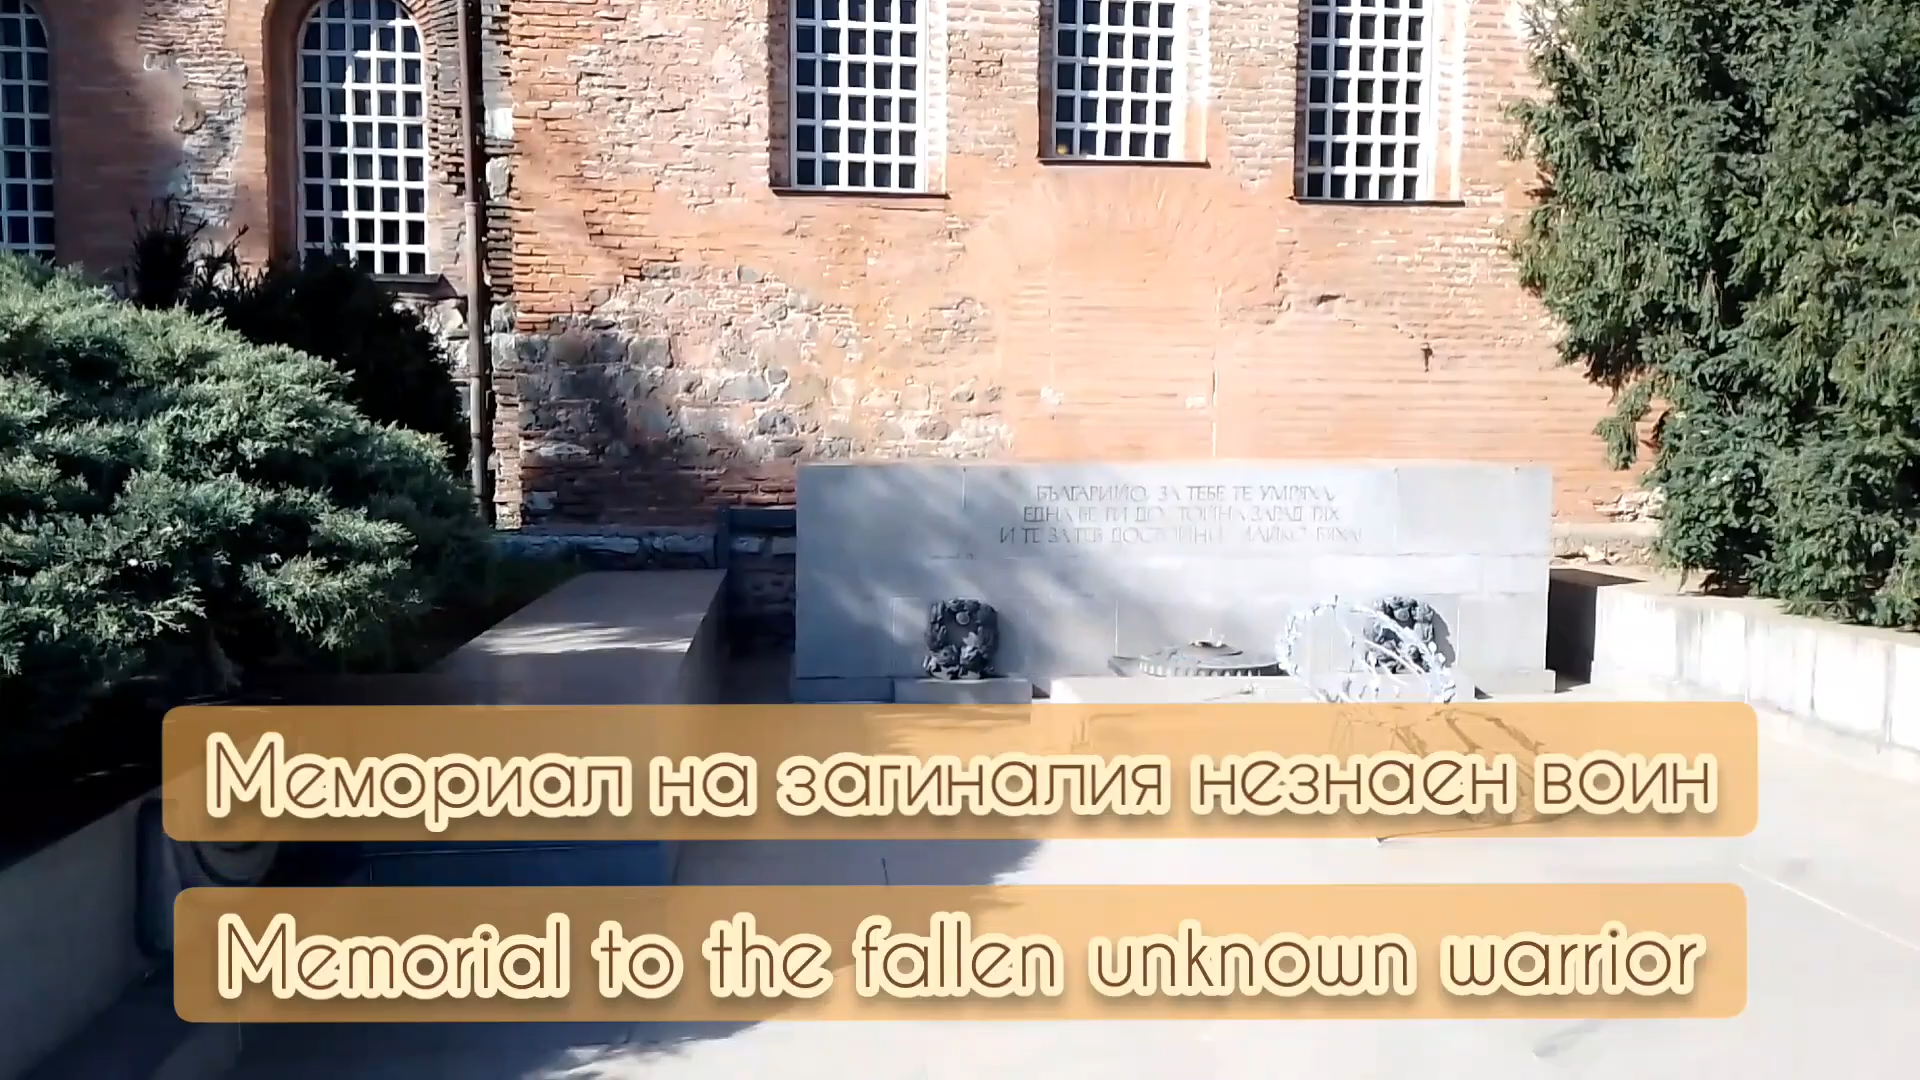 БЪЛГАРИЙО, ЗА ТЕБЕ ТЕ УМРЯХА,
ЕДНА БЕ ТИ ДОСТОЙНА ЗАРАД ТЯХ
И ТЕ ЗА ТЕБ ДОСТОЙНИ, МАЙКО, БЯХА!
Мемориал на загиналия незнаен воин
Memorial to the fallen unknown warrior